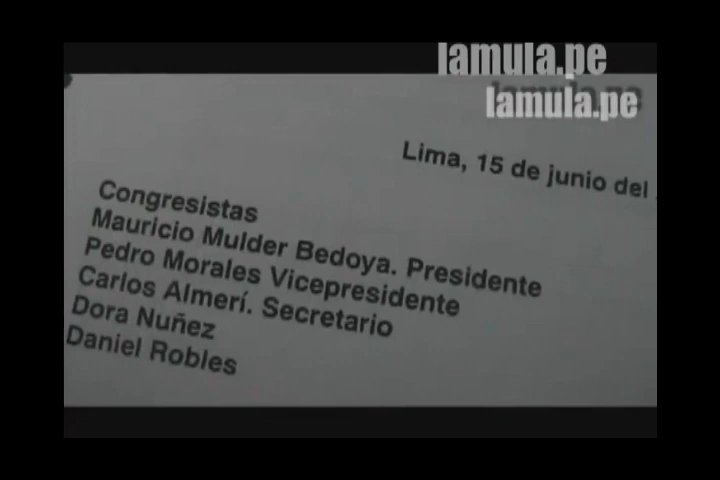 lamula.pe
lamula.pe
Lima, 15 de junio del
Congresistas
Mauricio Mulder Bedoya. Presidente
Pedro Morales Vicepresidente
Carlos Almerí. Secretario
Dora Nuñez
Daniel Robles